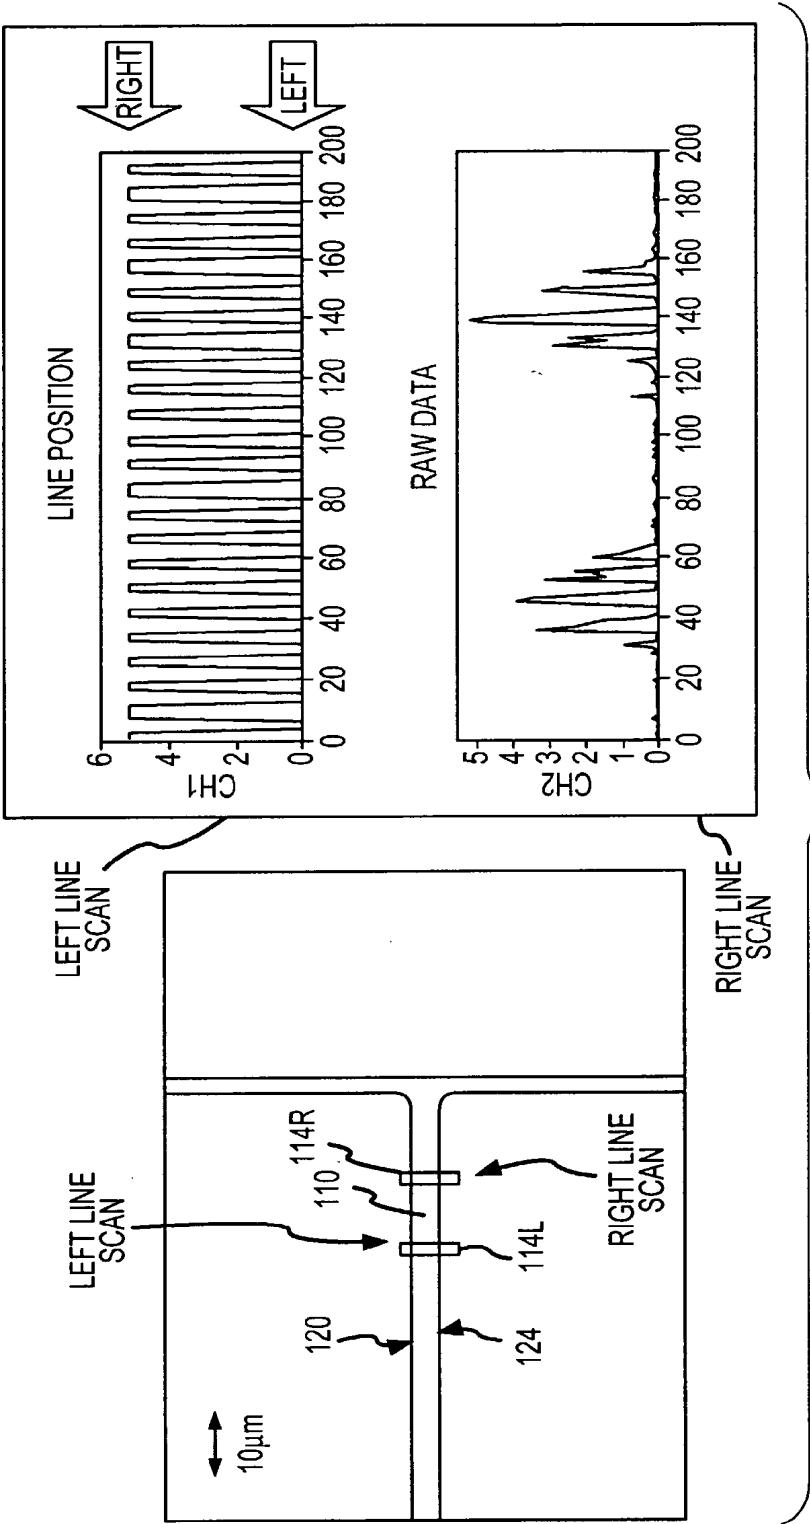 10µm
120
124
LEFT LINE
SCAN
110
114R
114L
RIGHT LINE
SCAN
LEFT LINE
SCAN
RIGHT LINE
SCAN
LINE POSITION
CH1
6
4
2
0
0 20 40 60 80 100 120 140 160 180 200
RIGHT
LEFT
RAW DATA
CH2
5
4
3
2
1
0
0 20 40 60 80 100 120 140 160 180 200